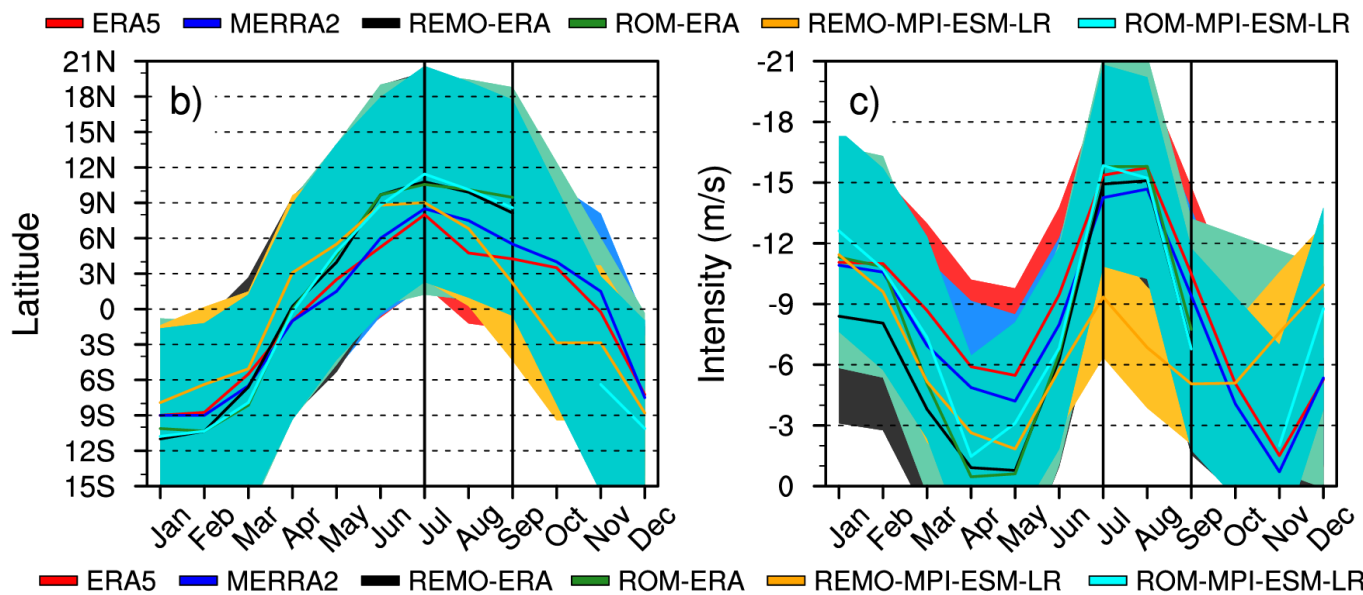 ERA5 MERRA2 REMO-ERA ROM-ERA REMO-MPI-ESM-LR ROM-MPI-ESM-LR
b)
Latitude
21N
18N
15N
12N
9N
6N
3N
0
3S
6S
9S
12S
15S
Jan Feb Mar Apr May Jun Jul Aug Sep Oct Nov Dec
c)
Intensity (m/s)
-21
-18
-15
-12
-9
-6
-3
0
Jan Feb Mar Apr May Jun Jul Aug Sep Oct Nov Dec
ERA5 MERRA2 REMO-ERA ROM-ERA REMO-MPI-ESM-LR ROM-MPI-ESM-LR